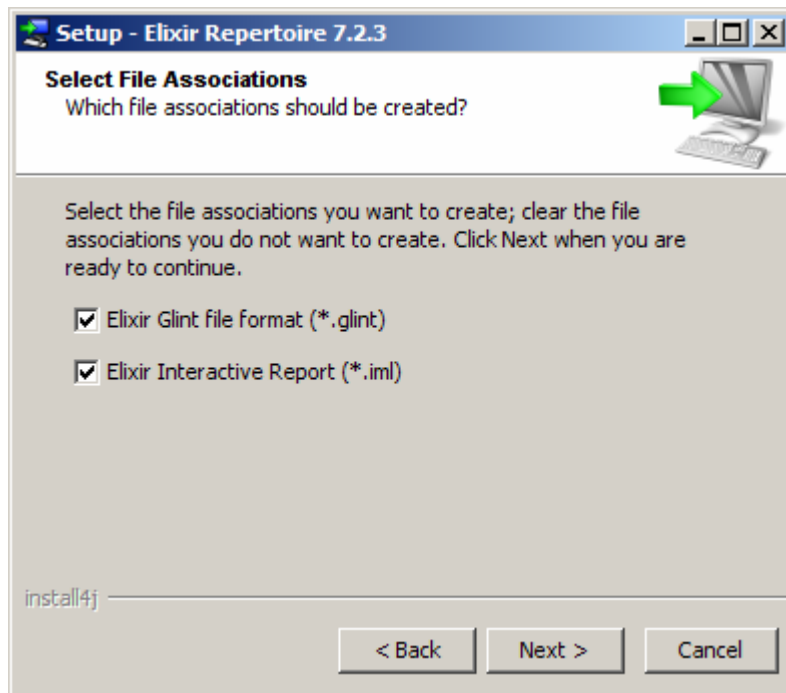 Setup - Elixir Repertoire 7.2.3
Select File Associations
Which file associations should be created?
Select the file associations you want to create; clear the file
associations you do not want to create. Click Next when you are
ready to continue.
Elixir Glint file format (*.glint)
Elixir Interactive Report (*.iml)
install4j
< Back Next > Cancel